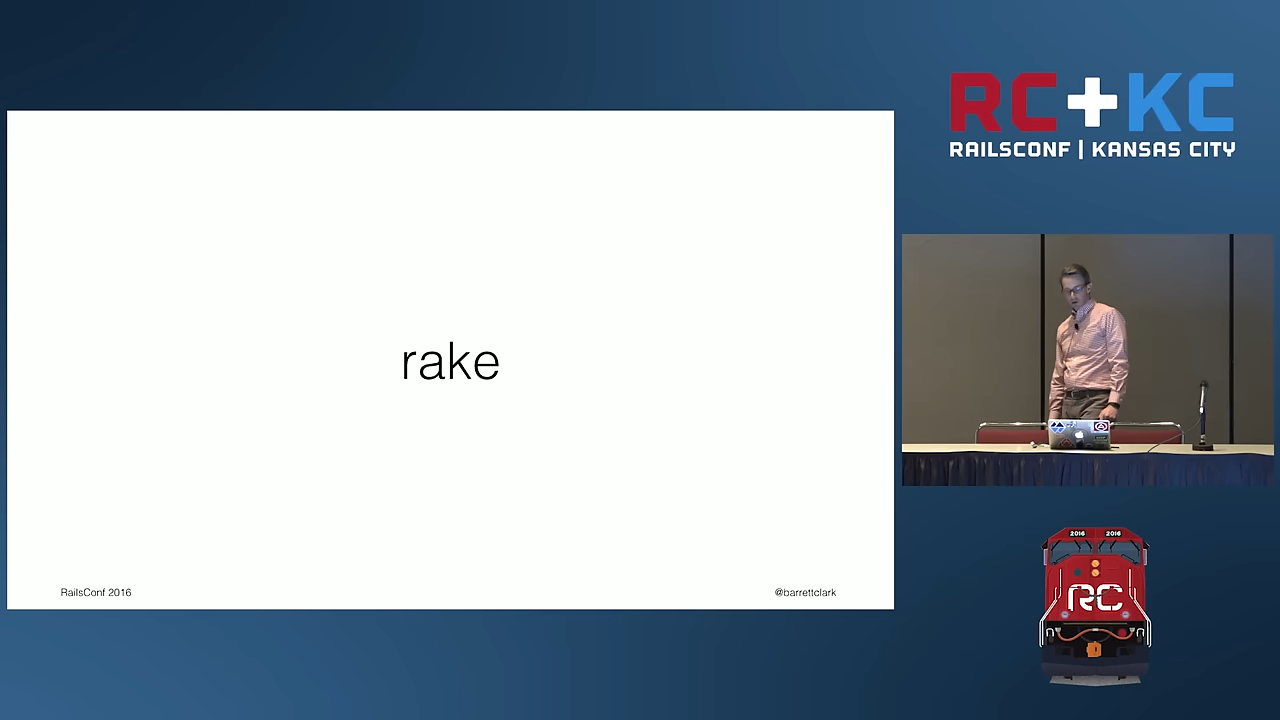 rake
RailsConf 2016
@barrettclark
RC+KC
RAILSCONF | KANSAS CITY
2016 2016
RC